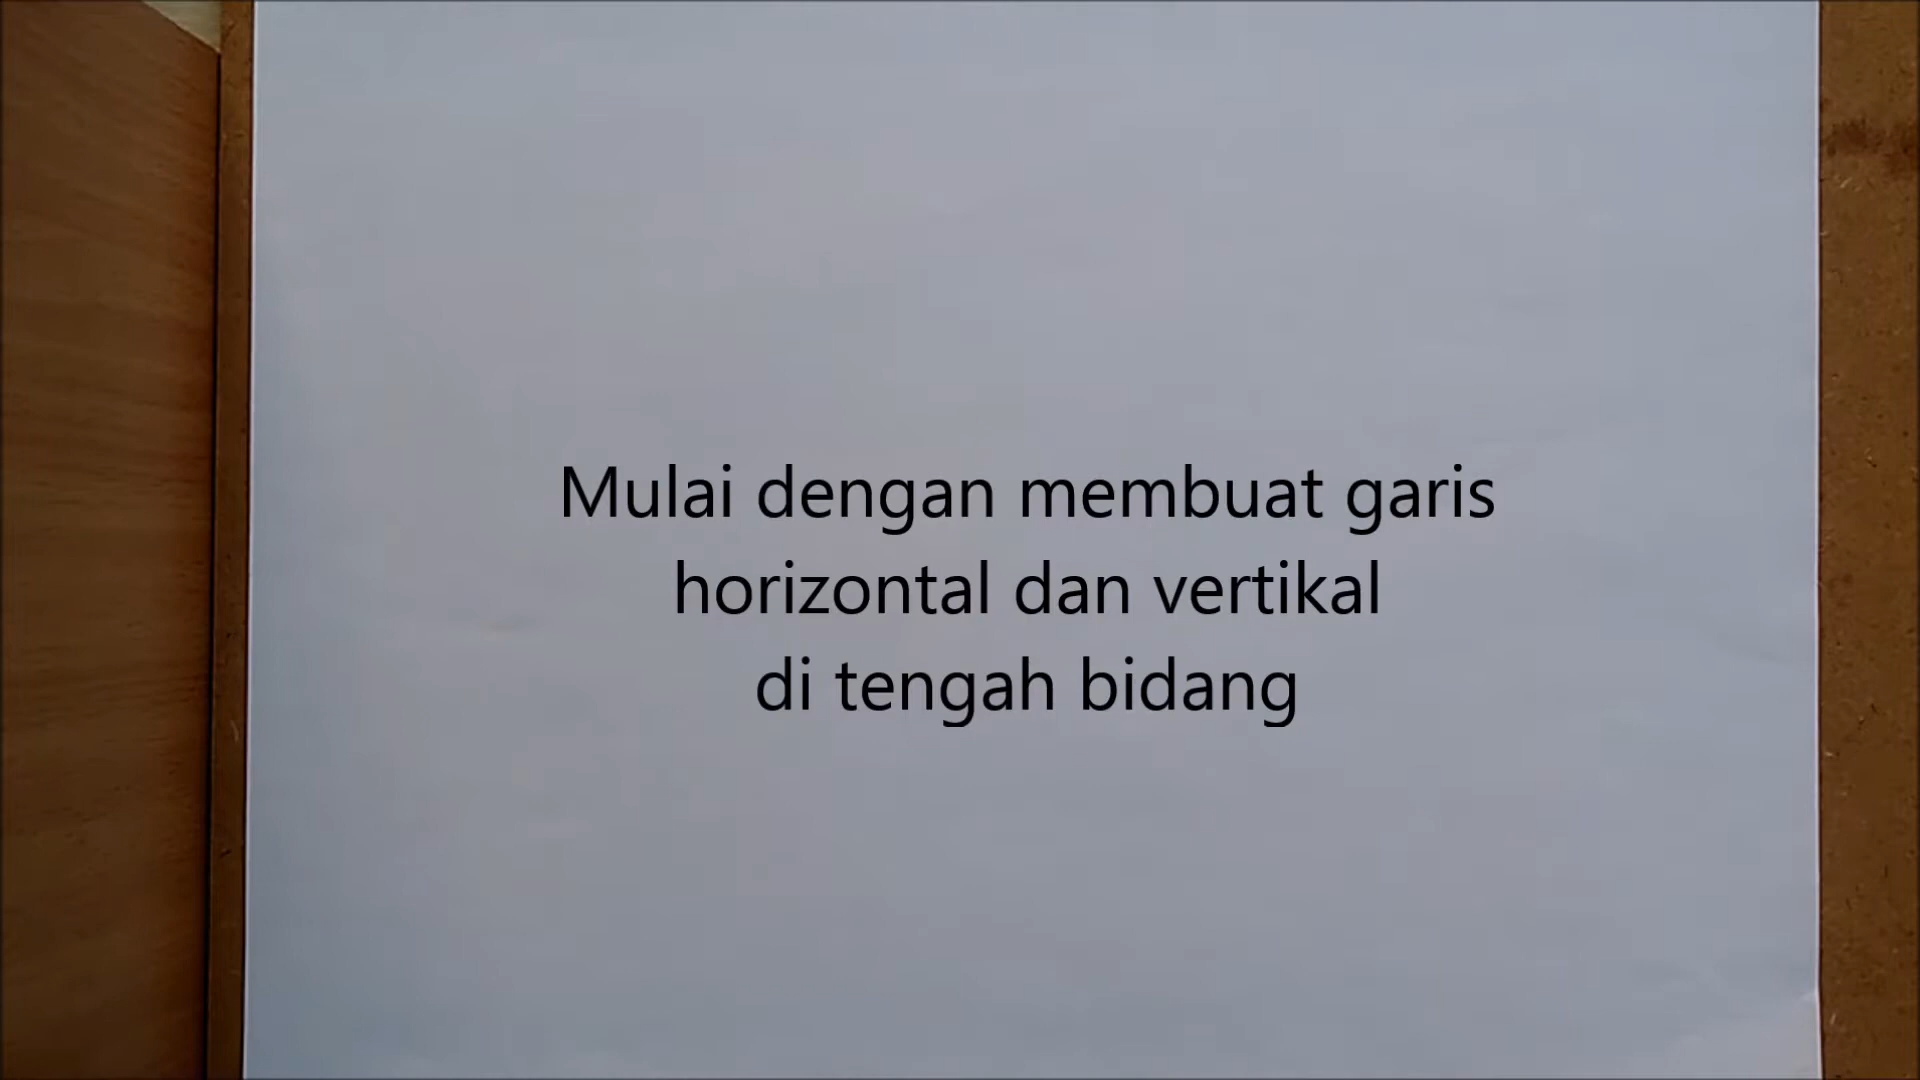 Mulai dengan membuat garis
horizontal dan vertikal
di tengah bidang